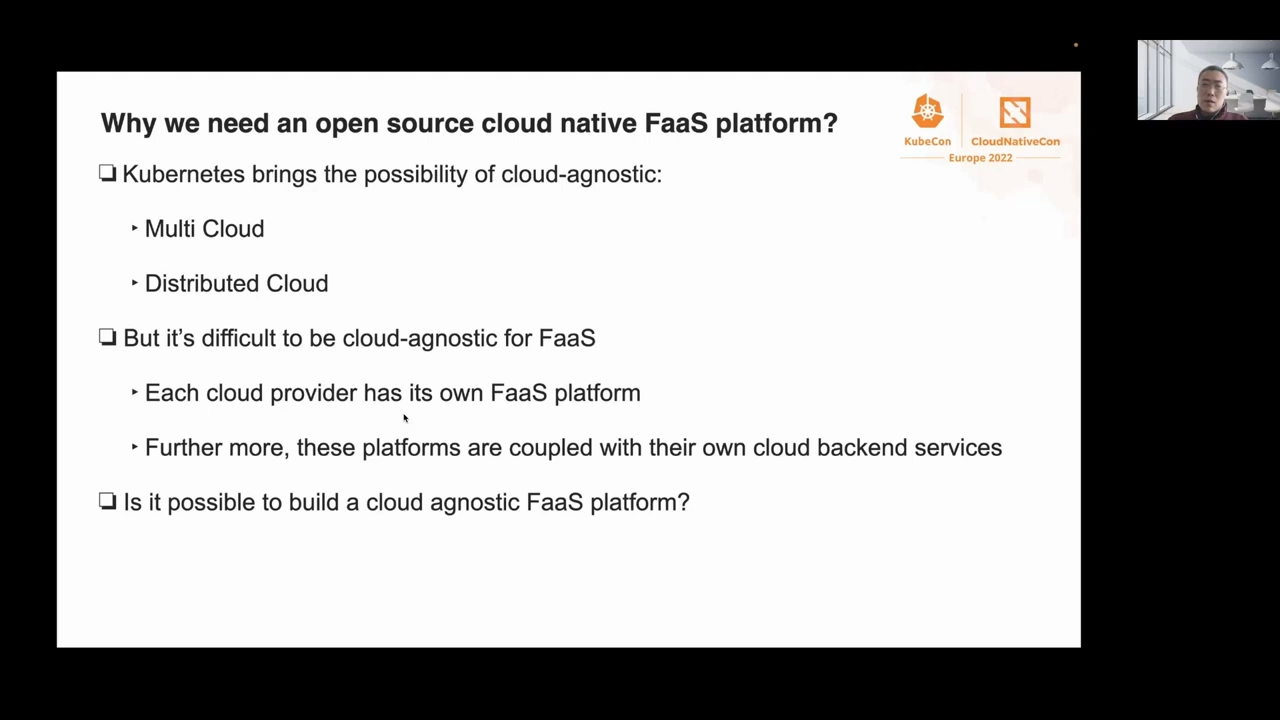 Why we need an open source cloud native FaaS platform?
KubeCon
CloudNativeCon
Europe 2022
❑ Kubernetes brings the possibility of cloud-agnostic:
‣ Multi Cloud
‣ Distributed Cloud
❑ But it's difficult to be cloud-agnostic for FaaS
‣ Each cloud provider has its own FaaS platform
‣ Further more, these platforms are coupled with their own cloud backend services
❑ Is it possible to build a cloud agnostic FaaS platform?